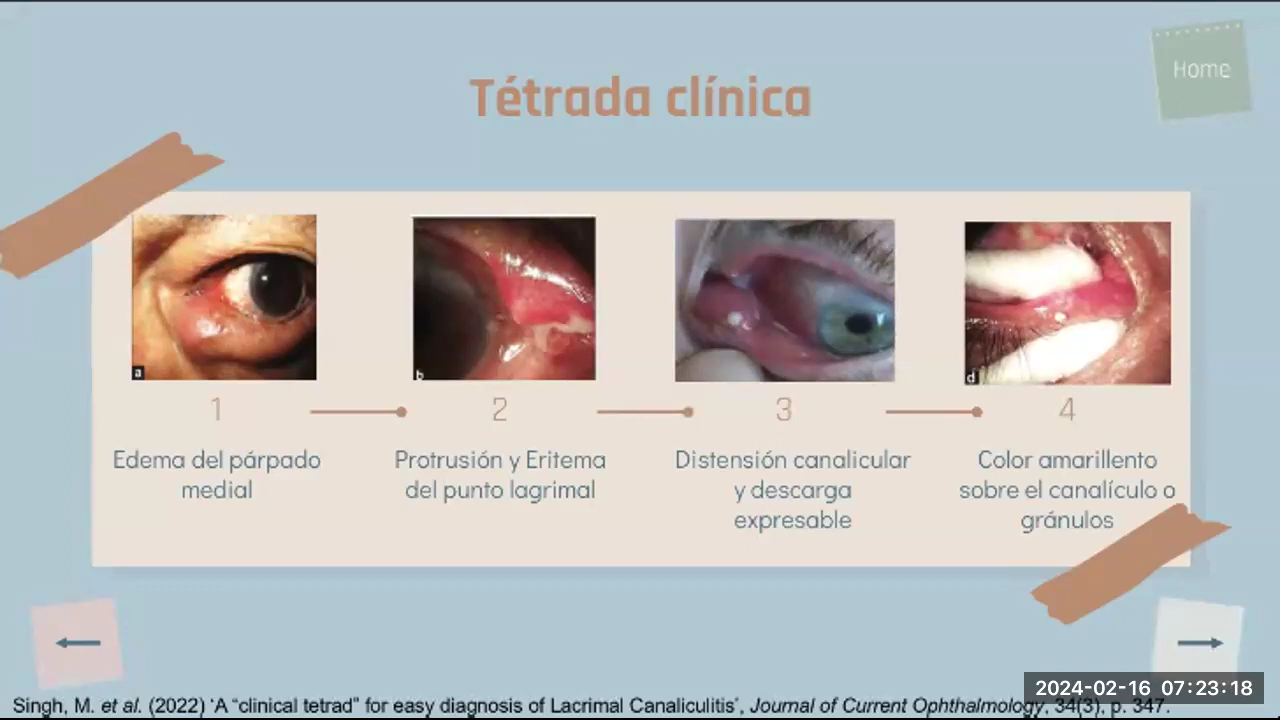 Home
Tétrada clínica
a
b
d
1
2
3
4
Edema del párpado
medial
Protrusión y Eritema
del punto lagrimal
Distensión canalicular
y descarga
expresable
Color amarillento
sobre el canalículo o
gránulos
2024-02-16 07:23:18
Singh, M. et al. (2022) ‘A “clinical tetrad” for easy diagnosis of Lacrimal Canaliculitis’, Journal of Current Ophthalmology, 34(3), p. 347.